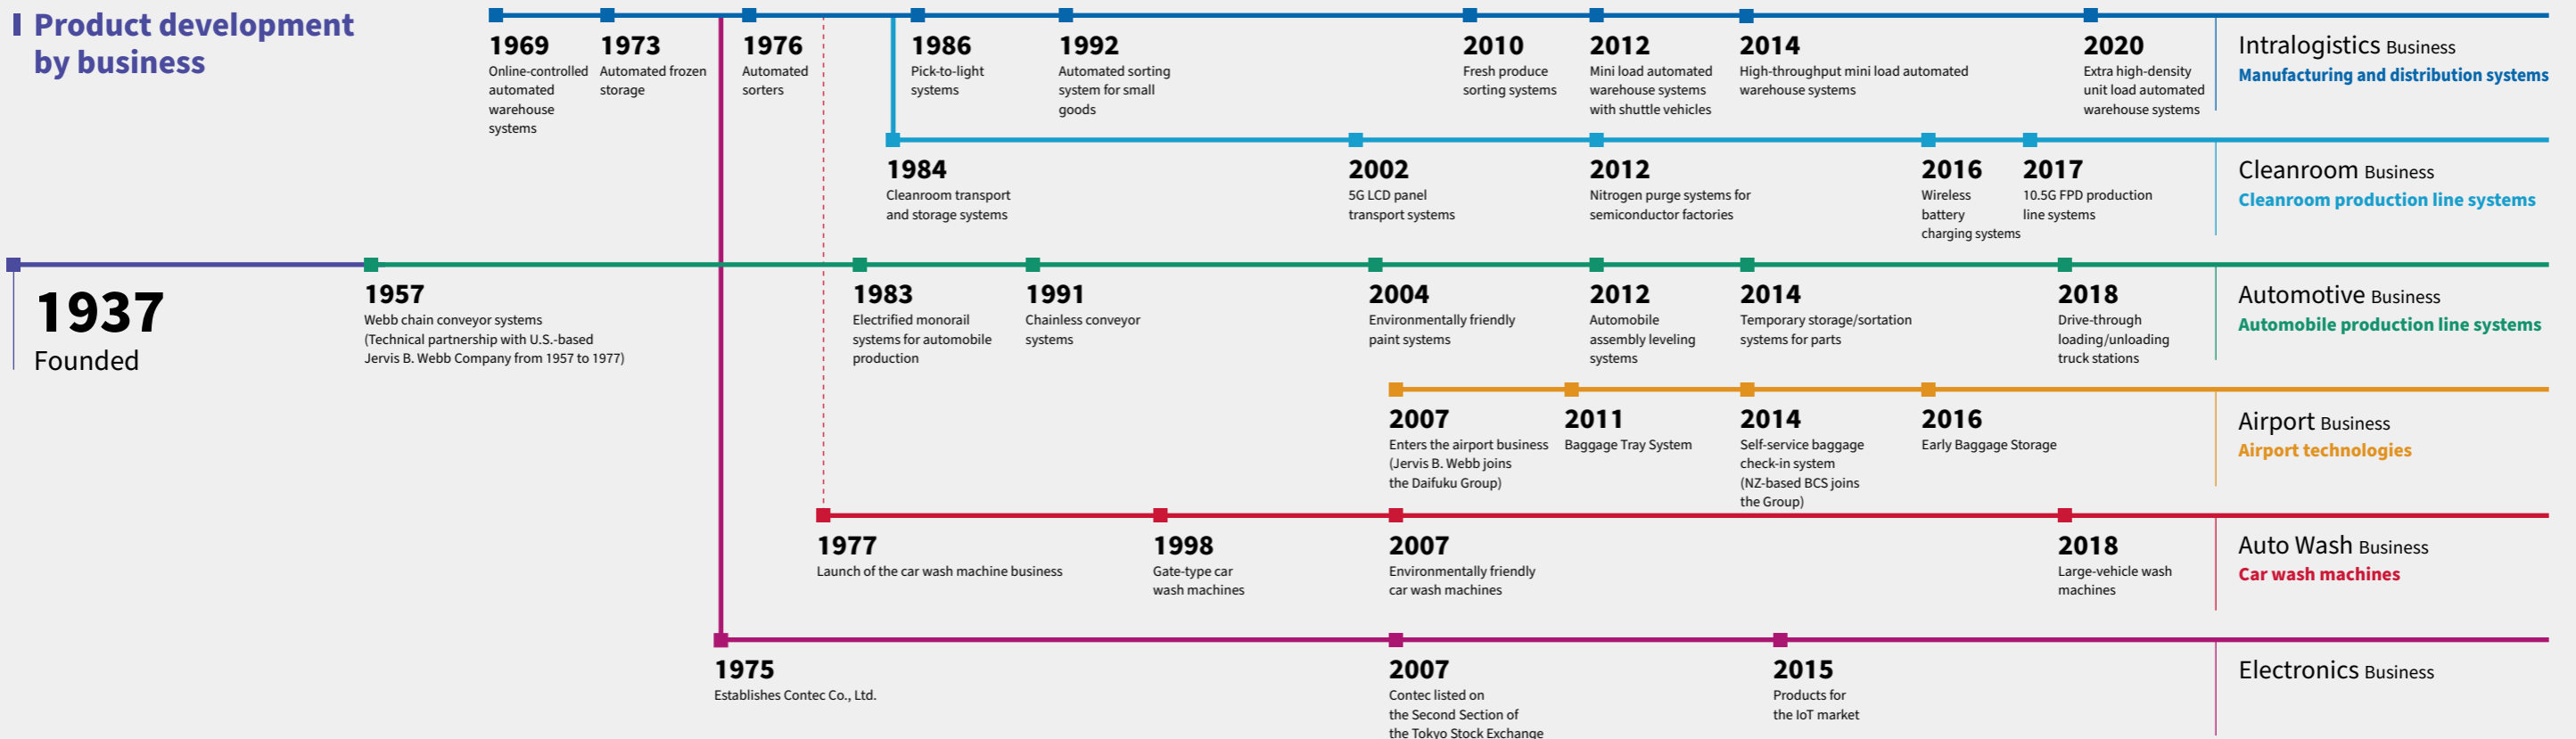 Product development
by business
1969
Online-controlled
automated
warehouse
systems
1973
Automated frozen
storage
1976
Automated
sorters
1986
Pick-to-light
systems
1992
Automated sorting
system for small
goods
2010
Fresh produce
sorting systems
2012
Mini load automated
warehouse systems
with shuttle vehicles
2014
High-throughput mini load automated
warehouse systems
2020
Extra high-density
unit load automated
warehouse systems
Intralogistics Business
Manufacturing and distribution systems
1984
Cleanroom transport
and storage systems
2002
5G LCD panel
transport systems
2012
Nitrogen purge systems for
semiconductor factories
2016
Wireless
battery
charging systems
2017
10.5G FPD production
line systems
Cleanroom Business
Cleanroom production line systems
1937
Founded
1957
Webb chain conveyor systems
(Technical partnership with U.S.-based
Jervis B. Webb Company from 1957 to 1977)
1983
Electrified monorail
systems for automobile
production
1991
Chainless conveyor
systems
2004
Environmentally friendly
paint systems
2012
Automobile
assembly leveling
systems
2014
Temporary storage/sortation
systems for parts
2018
Drive-through
loading/unloading
truck stations
Automotive Business
Automobile production line systems
2007
Enters the airport business
(Jervis B. Webb joins
the Daifuku Group)
2011
Baggage Tray System
2014
Self-service baggage
check-in system
(NZ-based BCS joins
the Group)
2016
Early Baggage Storage
Airport Business
Airport technologies
1977
Launch of the car wash machine business
1998
Gate-type car
wash machines
2007
Environmentally friendly
car wash machines
2018
Large-vehicle wash
machines
Auto Wash Business
Car wash machines
1975
Establishes Contec Co., Ltd.
2007
Contec listed on
the Second Section of
the Tokyo Stock Exchange
2015
Products for
the IoT market
Electronics Business